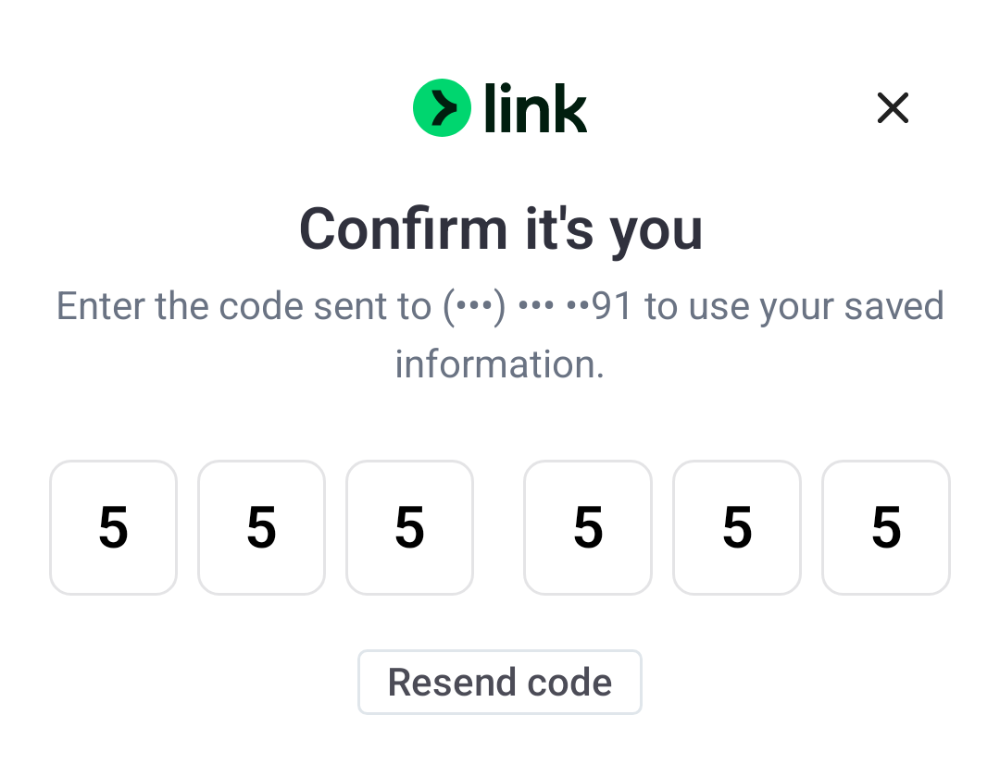 link
Confirm it's you
Enter the code sent to (•••) ••• ••91 to use your saved
information.
5 5 5 5 5 5
Resend code